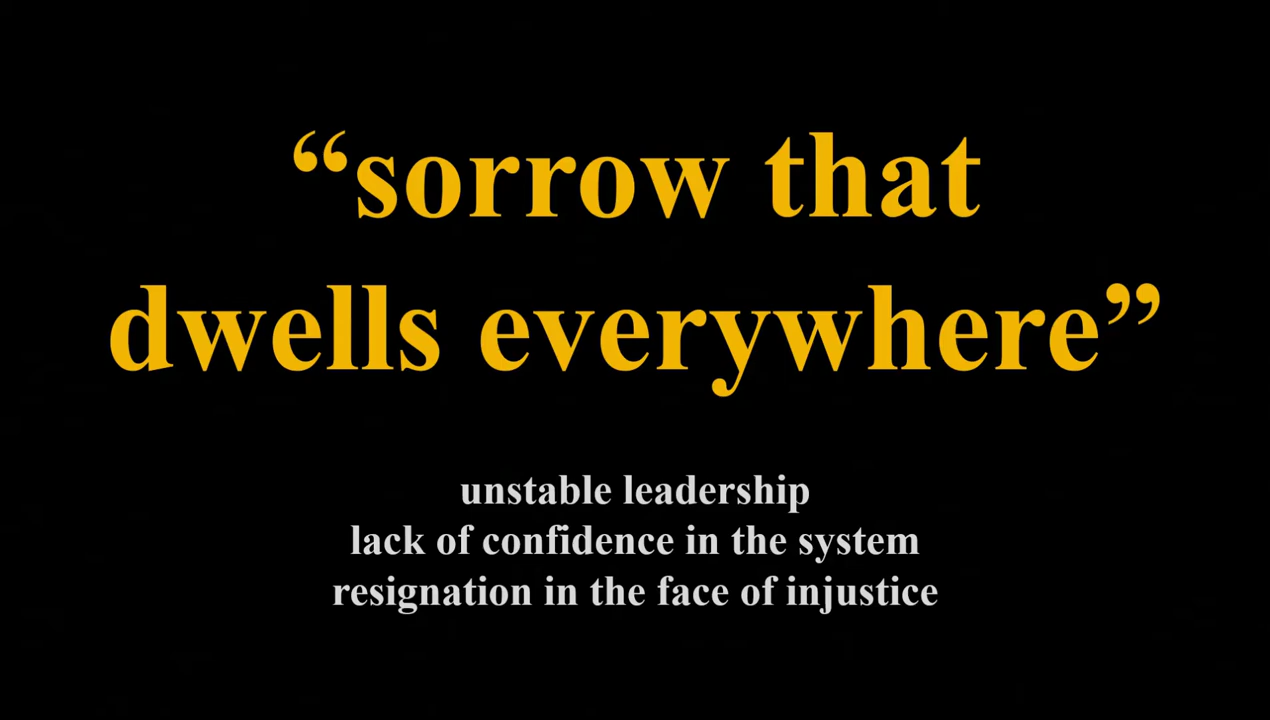 “sorrow that
dwells everywhere”
unstable leadership
lack of confidence in the system
resignation in the face of injustice